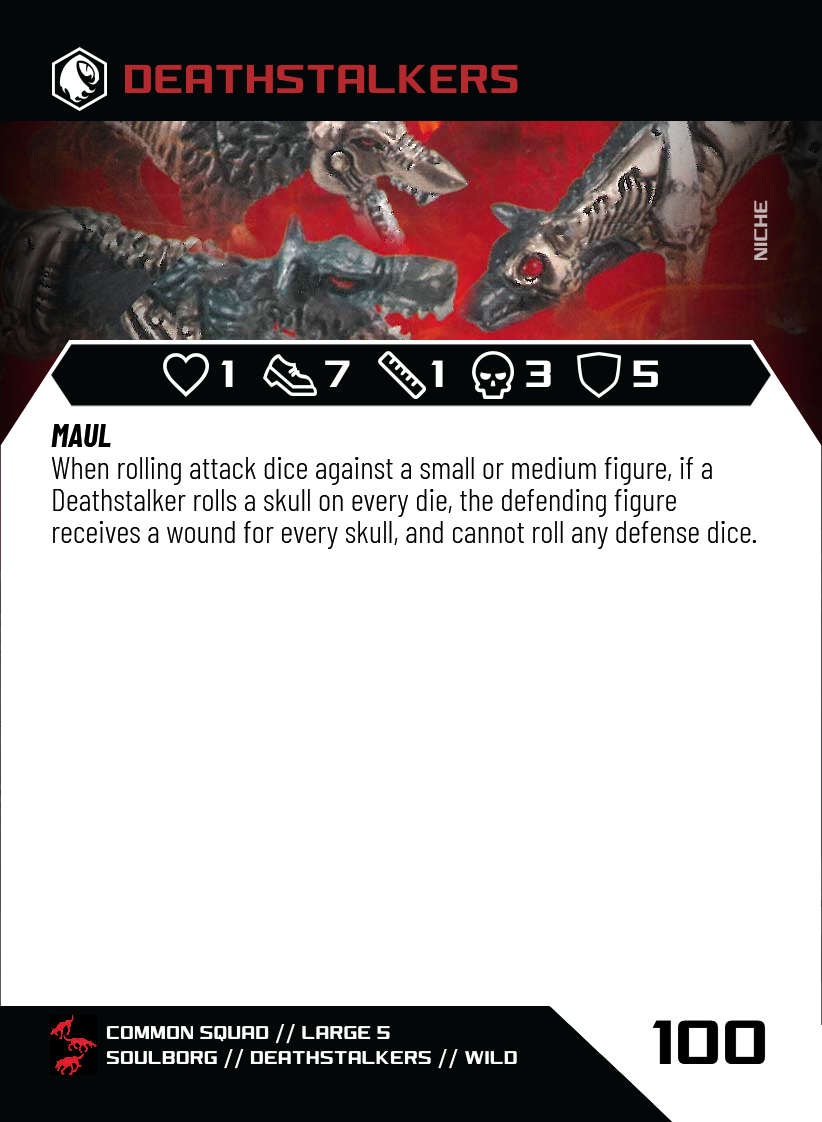 DEATHSTALKERS
NICHE
1 7 1 3 5
MAUL
When rolling attack dice against a small or medium figure, if a
Deathstalker rolls a skull on every die, the defending figure
receives a wound for every skull, and cannot roll any defense dice.
COMMON SQUAD // LARGE 5
SOULBORG // DEATHSTALKERS // WILD
100